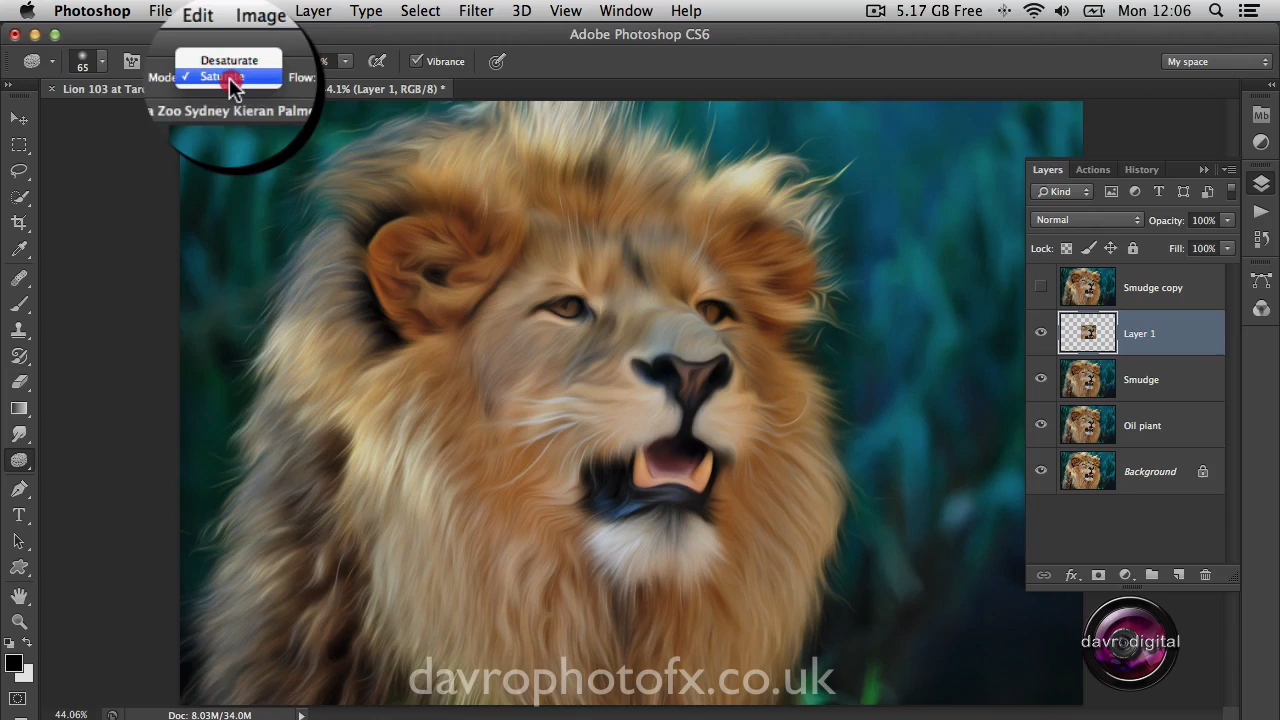 Photoshop File Edit Image Layer Type Select Filter 3D View Window Help 5.17 GB Free Mon 12:06
Adobe Photoshop CS6
65 Desaturate % Vibrance My space
Mode Flow:
Lion 103 at 4.1% (Layer 1, RGB/8) *
a Zoo Sydney Kieran
Mb
Layers Actions History
Kind
Normal Opacity: 100%
Lock: Fill: 100%
Smudge copy
Layer 1
Smudge
Oil piant
Background
davrodigital
davrophotofx.co.uk
44.06% Doc: 8.03M/34.0M